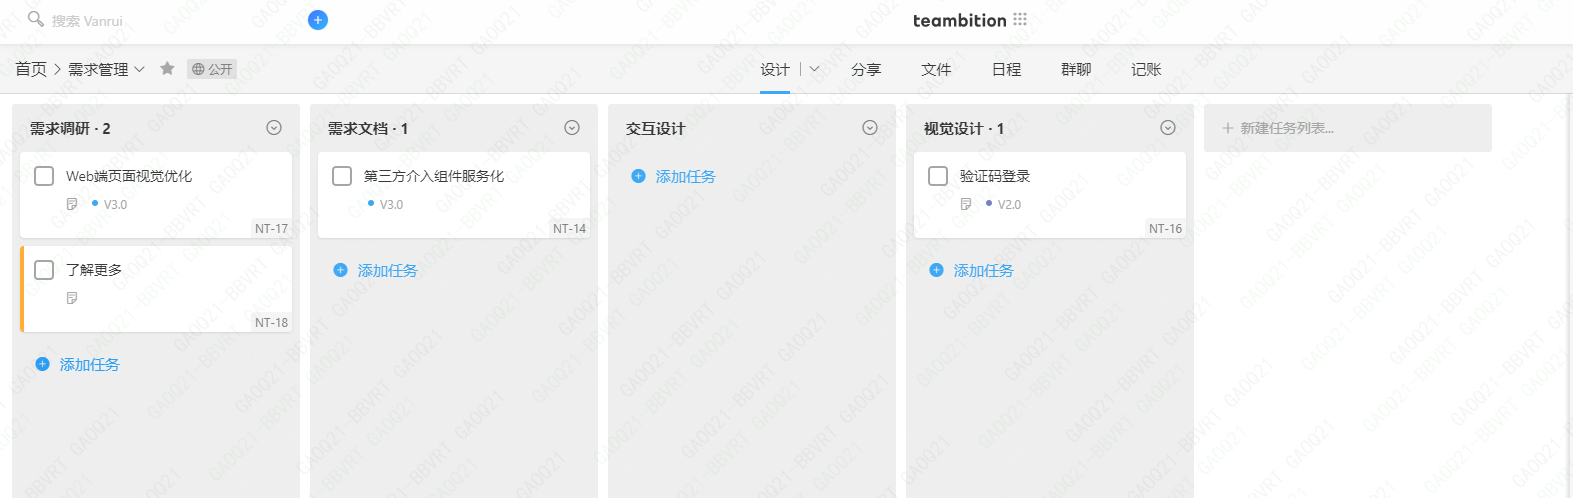 搜索 Vanrui
teambition
首页 > 需求管理
公开
设计
分享
文件
日程
群聊
记账
需求调研 · 2
Web端页面视觉优化
V3.0
NT-17
了解更多
NT-18
添加任务
需求文档 · 1
第三方介入组件服务化
V3.0
NT-14
添加任务
交互设计
添加任务
视觉设计 · 1
验证码登录
V2.0
NT-16
添加任务
新建任务列表...